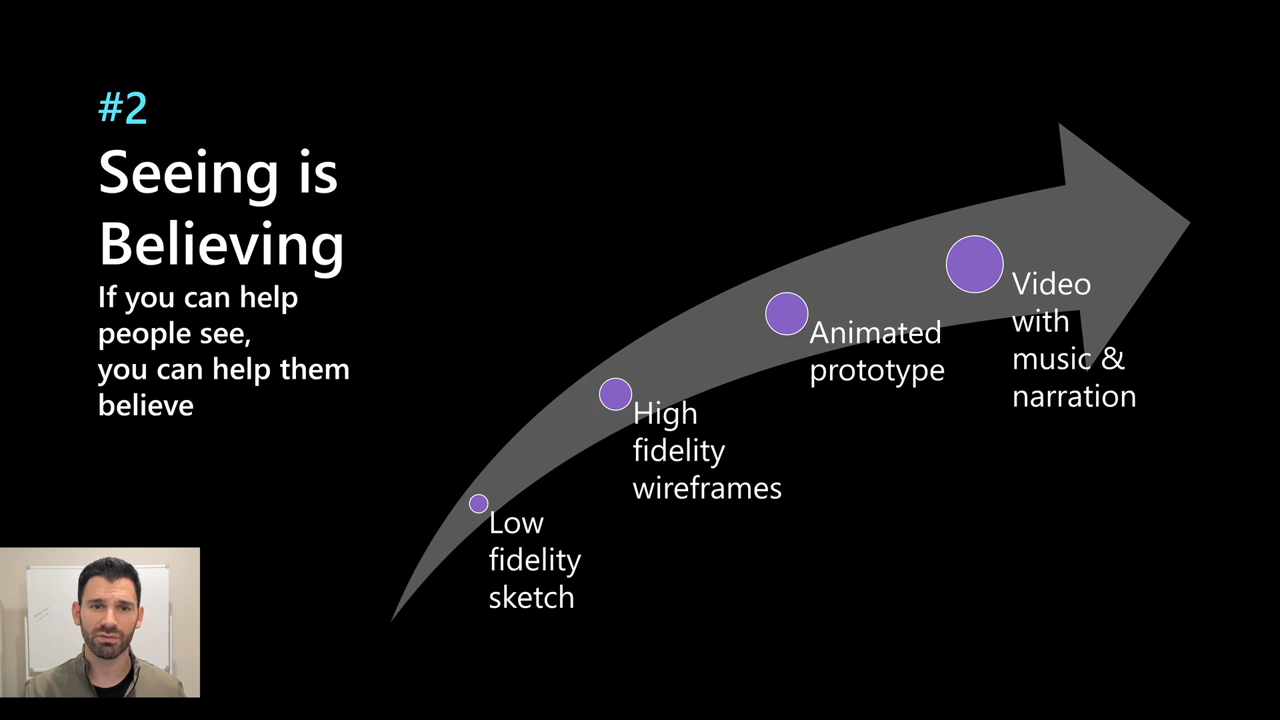 #2
Seeing is
Believing
If you can help
people see,
you can help them
believe
Low
fidelity
sketch
High
fidelity
wireframes
Animated
prototype
Video
with
music &
narration